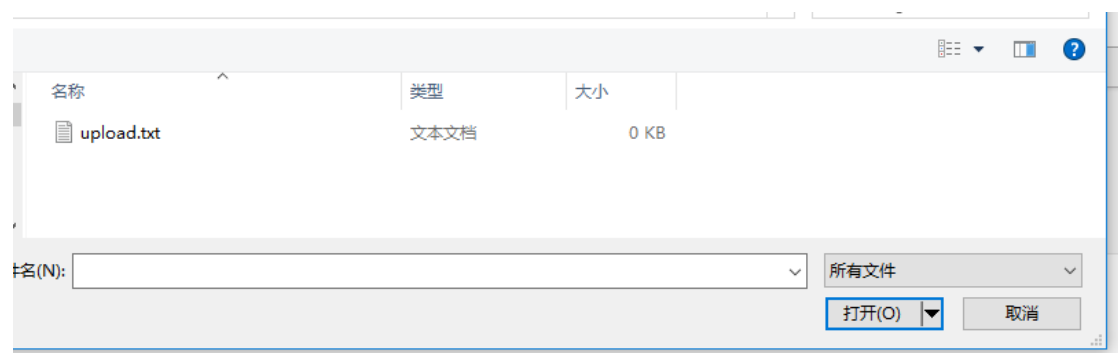 ?
名称 类型 大小
upload.txt 文本文档 0 KB
名(N): 所有文件
打开(O) 取消